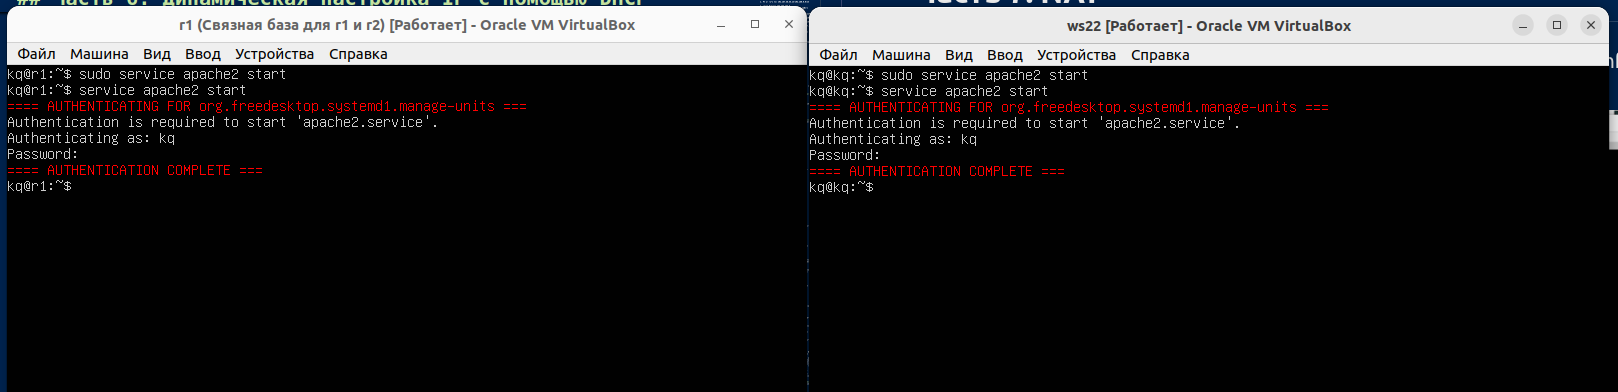 r1 (Связная база для r1 и r2) [Работает] - Oracle VM VirtualBox
Файл Машина Вид Ввод Устройства Справка
kq@r1:~$ sudo service apache2 start
kq@r1:~$ service apache2 start
==== AUTHENTICATING FOR org.freedesktop.systemd1.manage-units ===
Authentication is required to start 'apache2.service'.
Authenticating as: kq
Password:
==== AUTHENTICATION COMPLETE ===
kq@r1:~$
ws22 [Работает] - Oracle VM VirtualBox
Файл Машина Вид Ввод Устройства Справка
kq@kq:~$ sudo service apache2 start
kq@kq:~$ service apache2 start
==== AUTHENTICATING FOR org.freedesktop.systemd1.manage-units ===
Authentication is required to start 'apache2.service'.
Authenticating as: kq
Password:
==== AUTHENTICATION COMPLETE ===
kq@kq:~$